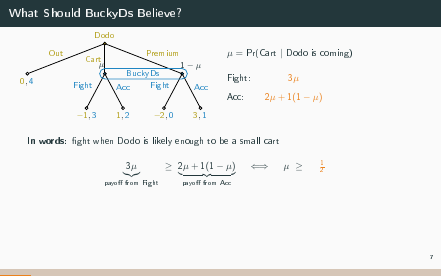 What Should BuckyDs Believe?
Dodo
Out
Cart
Premium
μ
1 − μ
BuckyDs
0,4
Fight
Acc
Fight
Acc
−1,3
1,2
−2,0
3,1
μ = Pr(Cart | Dodo is coming)
Fight: 3μ
Acc: 2μ + 1(1 − μ)
In words: fight when Dodo is likely enough to be a small cart
3μ ≥ 2μ + 1(1 − μ) ⟺ μ ≥ 1/2
payoff from Fight payoff from Acc
7